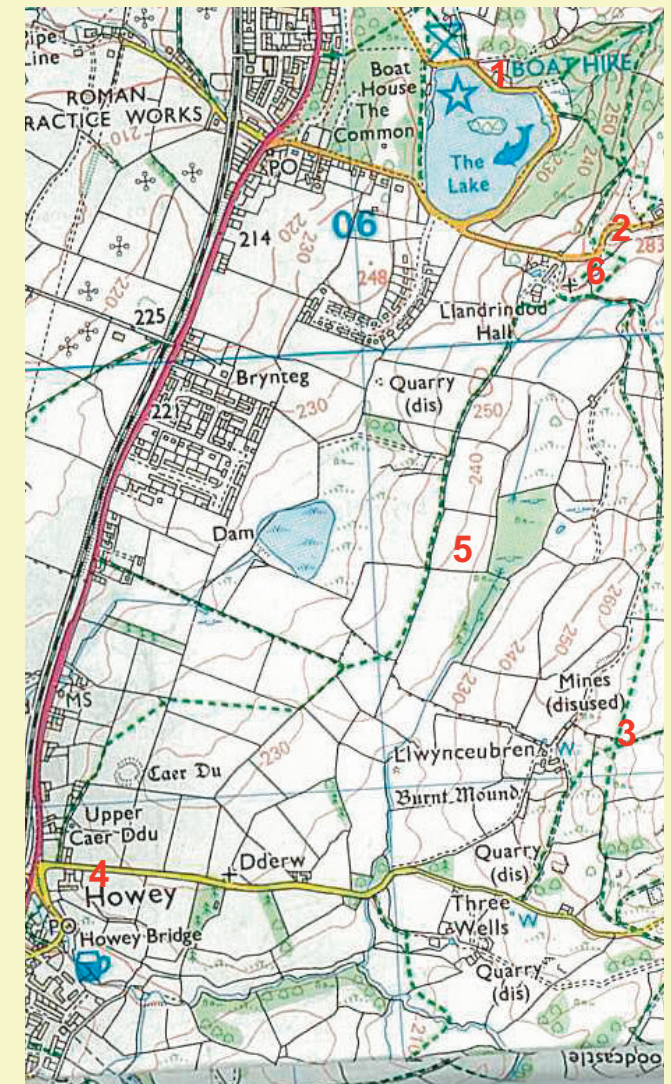 Pipe
Line
ROMAN
RACTICE WORKS
210
220
Boat
House
The
Common
1
BOAT HIRE
The
Lake
250
240
230
PO
214
220
230
06
248
2
283
6
Llandrindod
Hall
225
Brynteg
221
230
Quarry
(dis)
250
240
Dam
5
260
250
240
230
Mines
(disused)
MS
3
230
Caer Du
Llwynceubren
W
Burnt Mound
Upper
Caer Ddu
4
Dderw
Howey
Quarry
(dis)
Three
Wells
W
Howey Bridge
Quarry
(dis)
210
oodcastle